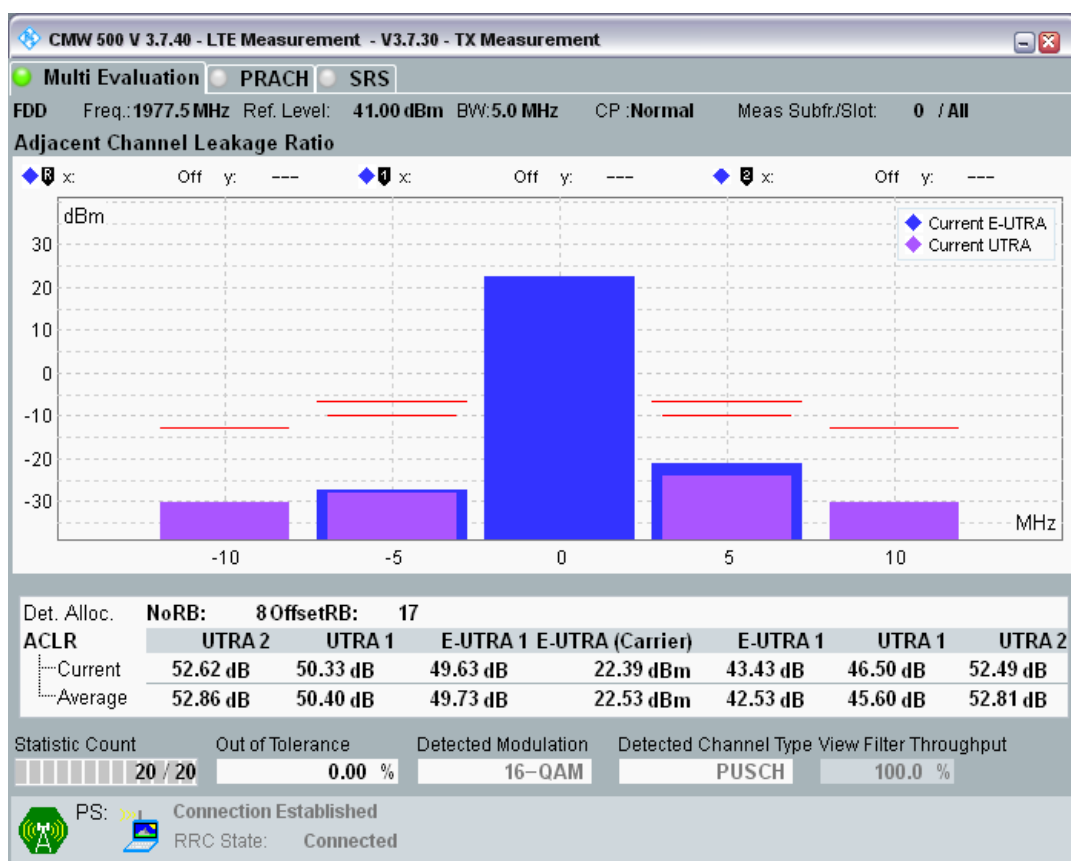 CMW 500 V 3.7.40 - LTE Measurement - V3.7.30 - TX Measurement
Multi Evaluation PRACH SRS
FDD Freq.: 1977.5 MHz Ref. Level: 41.00 dBm BW: 5.0 MHz CP : Normal Meas Subfr./Slot: 0 / All
Adjacent Channel Leakage Ratio
R x: Off y: --- 1 x: Off y: --- 2 x: Off y: ---
dBm
Current E-UTRA
Current UTRA
30
20
10
0
-10
-20
-30
MHz
-10 -5 0 5 10
Det. Alloc. NoRB: 8 OffsetRB: 17
ACLR UTRA 2 UTRA 1 E-UTRA 1 E-UTRA (Carrier) E-UTRA 1 UTRA 1 UTRA 2
Current 52.62 dB 50.33 dB 49.63 dB 22.39 dBm 43.43 dB 46.50 dB 52.49 dB
Average 52.86 dB 50.40 dB 49.73 dB 22.53 dBm 42.53 dB 45.60 dB 52.81 dB
Statistic Count Out of Tolerance Detected Modulation Detected Channel Type View Filter Throughput
20 / 20 0.00 % 16-QAM PUSCH 100.0 %
PS: Connection Established
RRC State: Connected